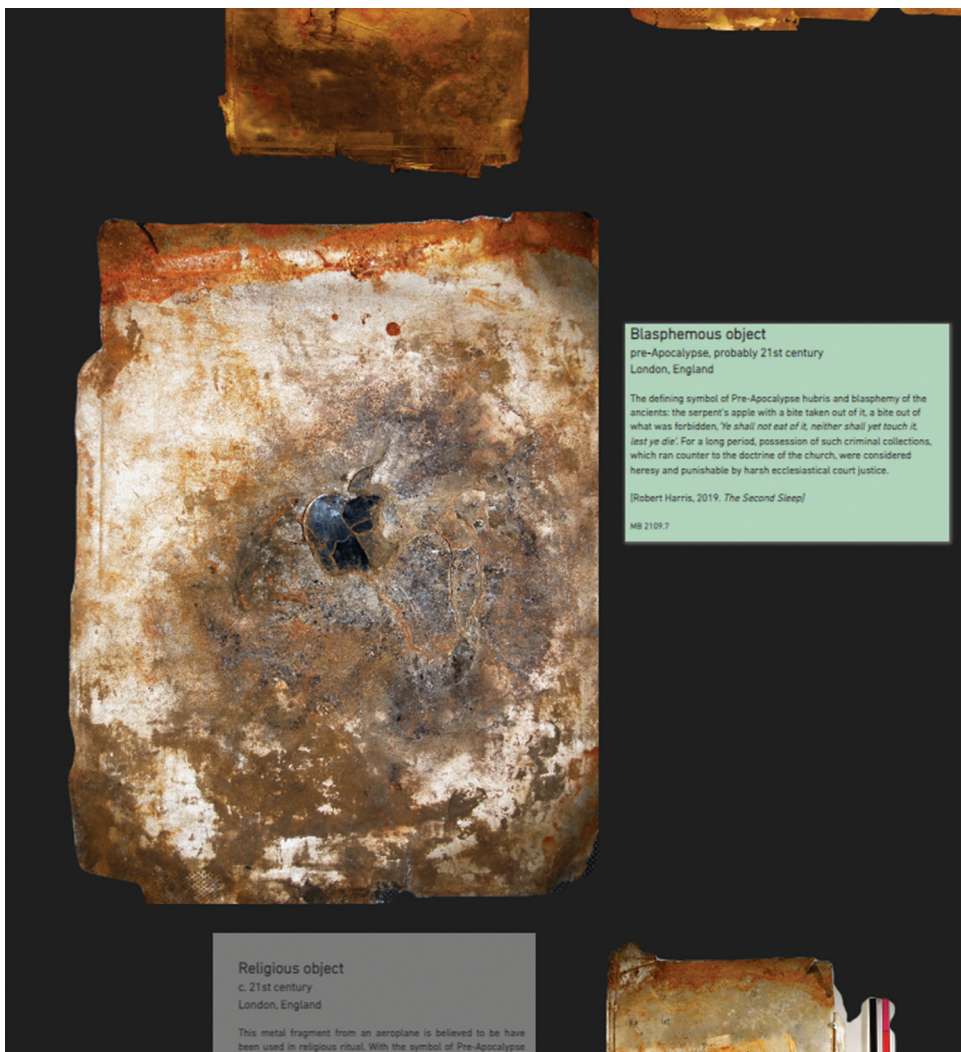 Blasphemous object
pre-Apocalypse, probably 21st century
London, England
The defining symbol of Pre-Apocalypse hubris and blasphemy of the
ancients: the serpent's apple with a bite taken out of it, a bite out of
what was forbidden, 'Ye shall not eat of it, neither shall yet touch it,
lest ye die'. For a long period, possession of such criminal collections,
which ran counter to the doctrine of the church, were considered
heresy and punishable by harsh ecclesiastical court justice.
[Robert Harris, 2019. The Second Sleep]
MB 2109.7
Religious object
c. 21st century
London, England
This metal fragment from an aeroplane is believed to be have
been used in religious ritual. With the symbol of Pre-Apocalypse